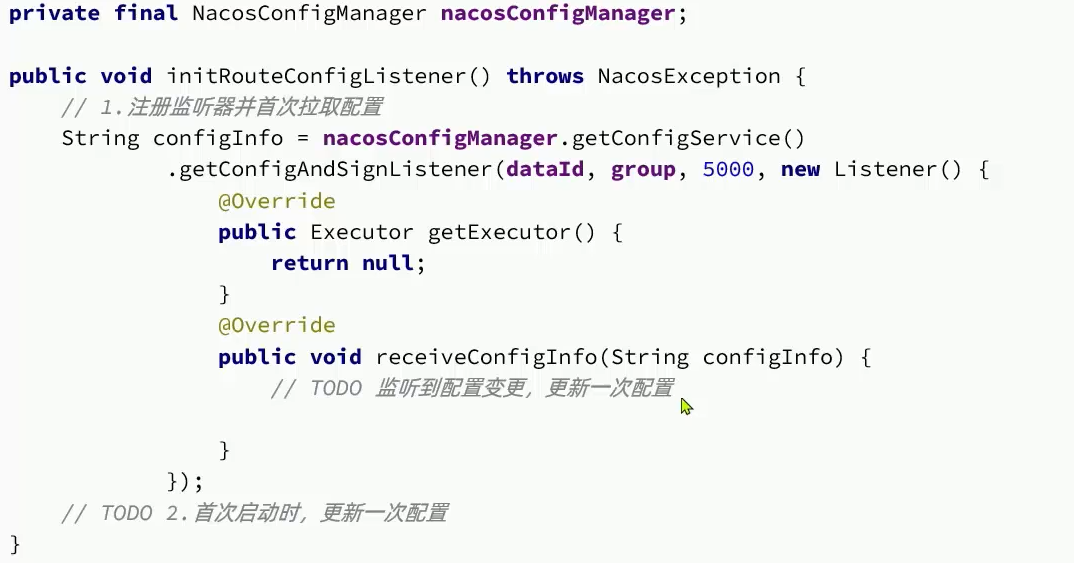 private final NacosConfigManager nacosConfigManager;
public void initRouteConfigListener() throws NacosException {
// 1.注册监听器并首次拉取配置
String configInfo = nacosConfigManager.getConfigService()
.getConfigAndSignListener(dataId, group, 5000, new Listener() {
@Override
public Executor getExecutor() {
return null;
}
@Override
public void receiveConfigInfo(String configInfo) {
// TODO 监听到配置变更，更新一次配置
}
});
// TODO 2.首次启动时，更新一次配置
}